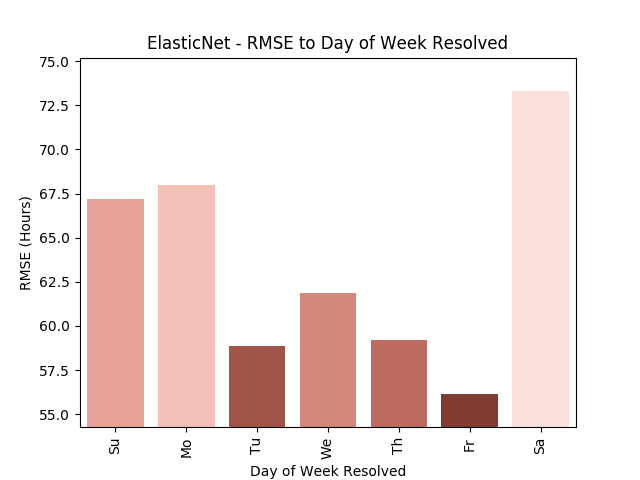 ElasticNet - RMSE to Day of Week Resolved
75.0
72.5
70.0
67.5
65.0
62.5
60.0
57.5
55.0
RMSE (Hours)
Su
Mo
Tu
We
Th
Fr
Sa
Day of Week Resolved